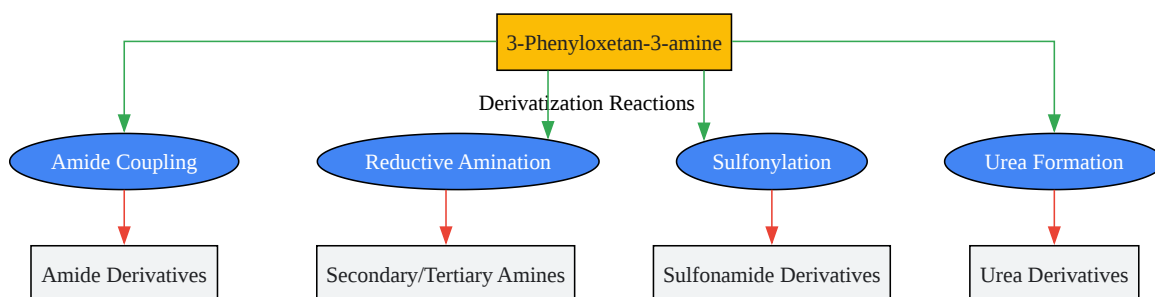 3-Phenyloxetan-3-amine
Derivatization Reactions
Amide Coupling
Reductive Amination
Sulfonylation
Urea Formation
Amide Derivatives
Secondary/Tertiary Amines
Sulfonamide Derivatives
Urea Derivatives